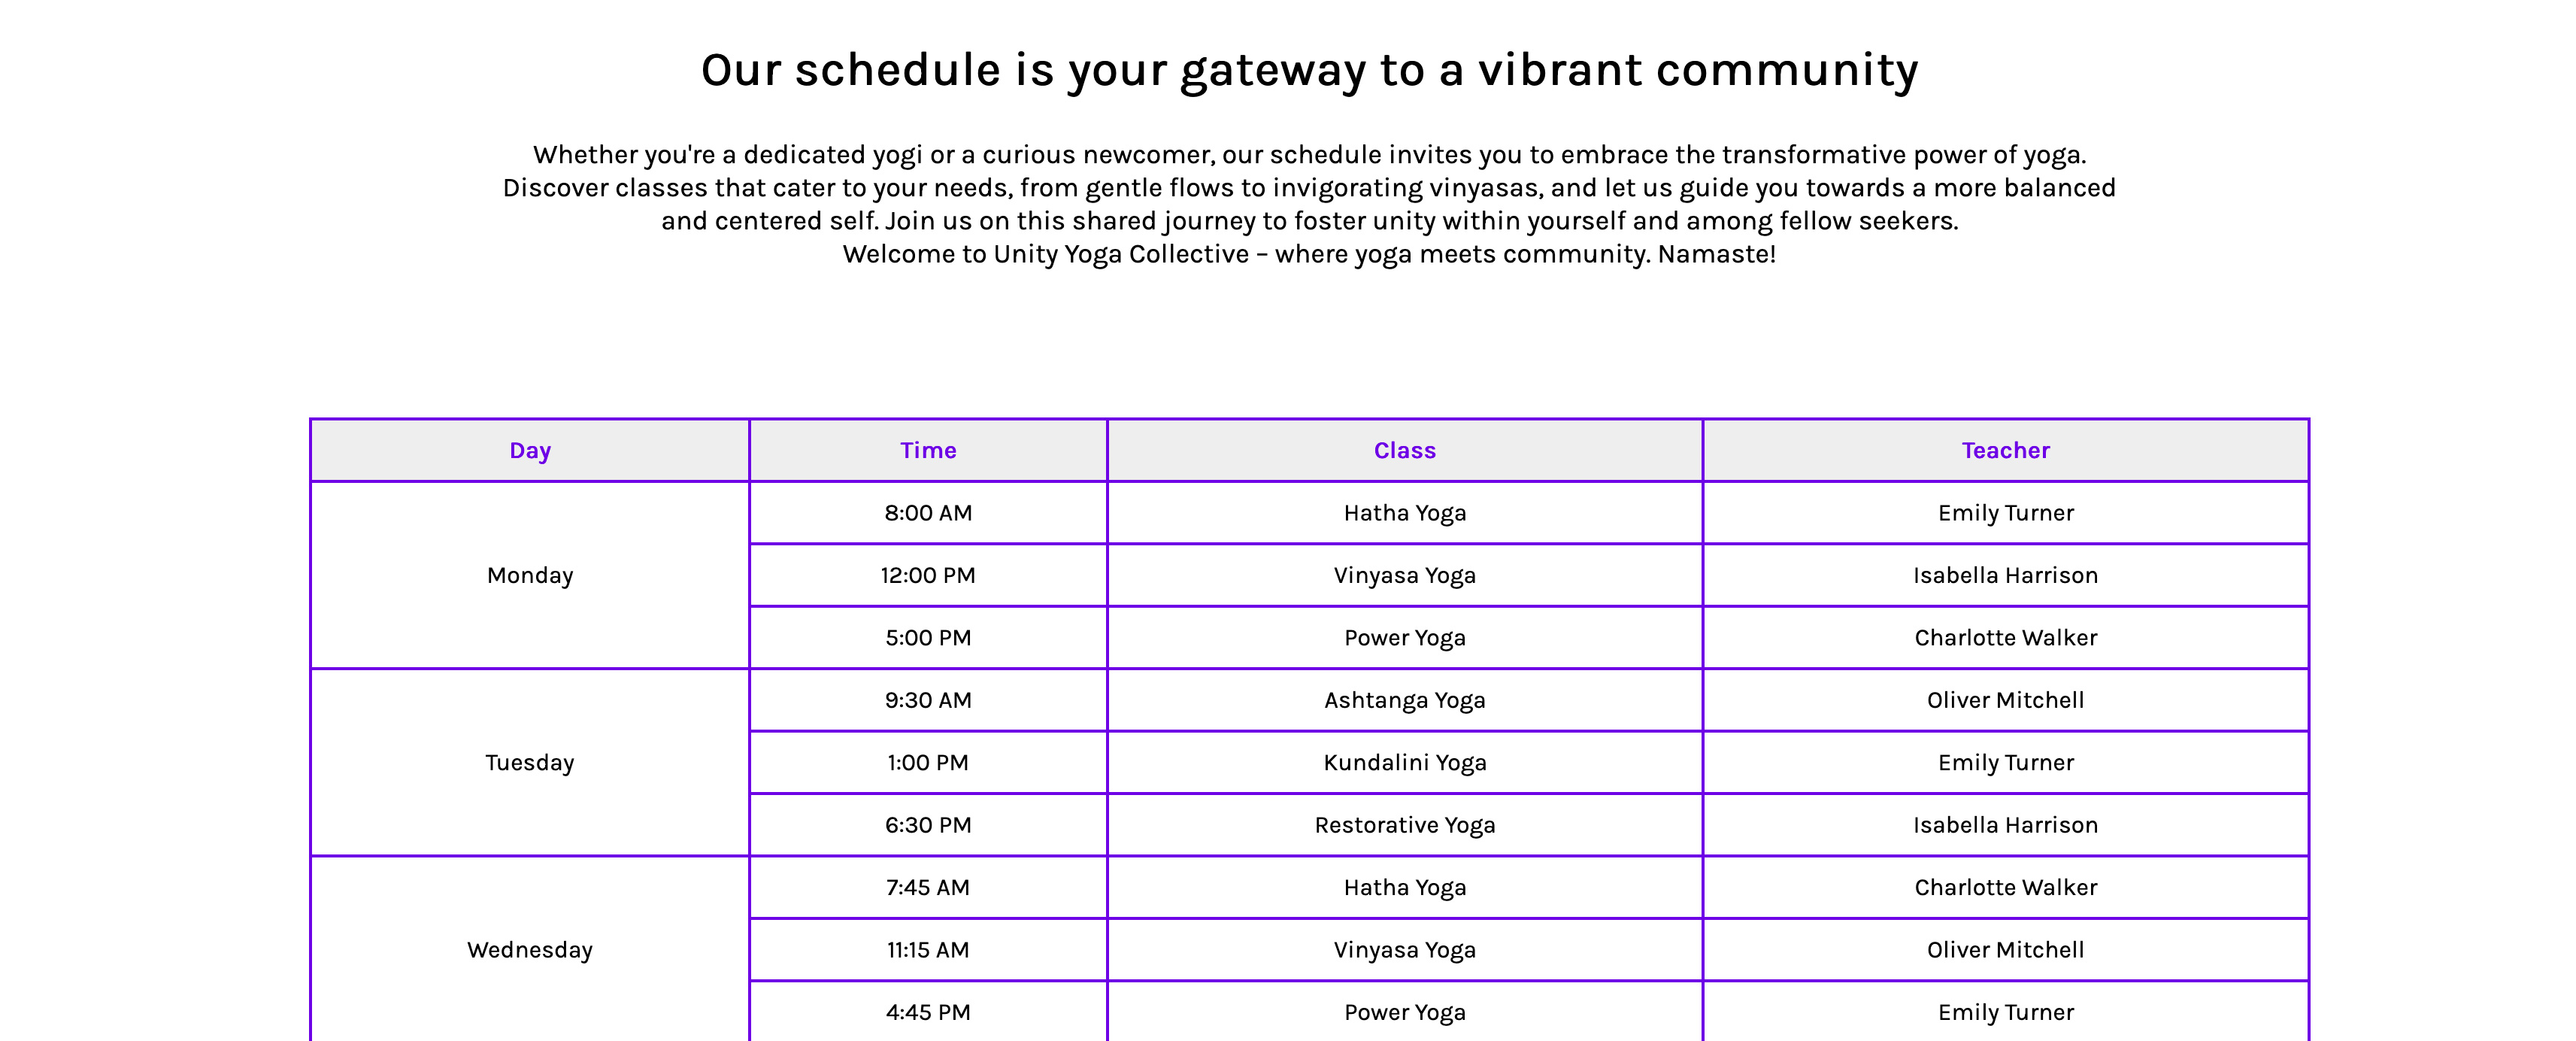 Our schedule is your gateway to a vibrant community
Whether you're a dedicated yogi or a curious newcomer, our schedule invites you to embrace the transformative power of yoga.
Discover classes that cater to your needs, from gentle flows to invigorating vinyasas, and let us guide you towards a more balanced
and centered self. Join us on this shared journey to foster unity within yourself and among fellow seekers.
Welcome to Unity Yoga Collective – where yoga meets community. Namaste!
Day Time Class Teacher
Monday 8:00 AM Hatha Yoga Emily Turner
12:00 PM Vinyasa Yoga Isabella Harrison
5:00 PM Power Yoga Charlotte Walker
Tuesday 9:30 AM Ashtanga Yoga Oliver Mitchell
1:00 PM Kundalini Yoga Emily Turner
6:30 PM Restorative Yoga Isabella Harrison
Wednesday 7:45 AM Hatha Yoga Charlotte Walker
11:15 AM Vinyasa Yoga Oliver Mitchell
4:45 PM Power Yoga Emily Turner